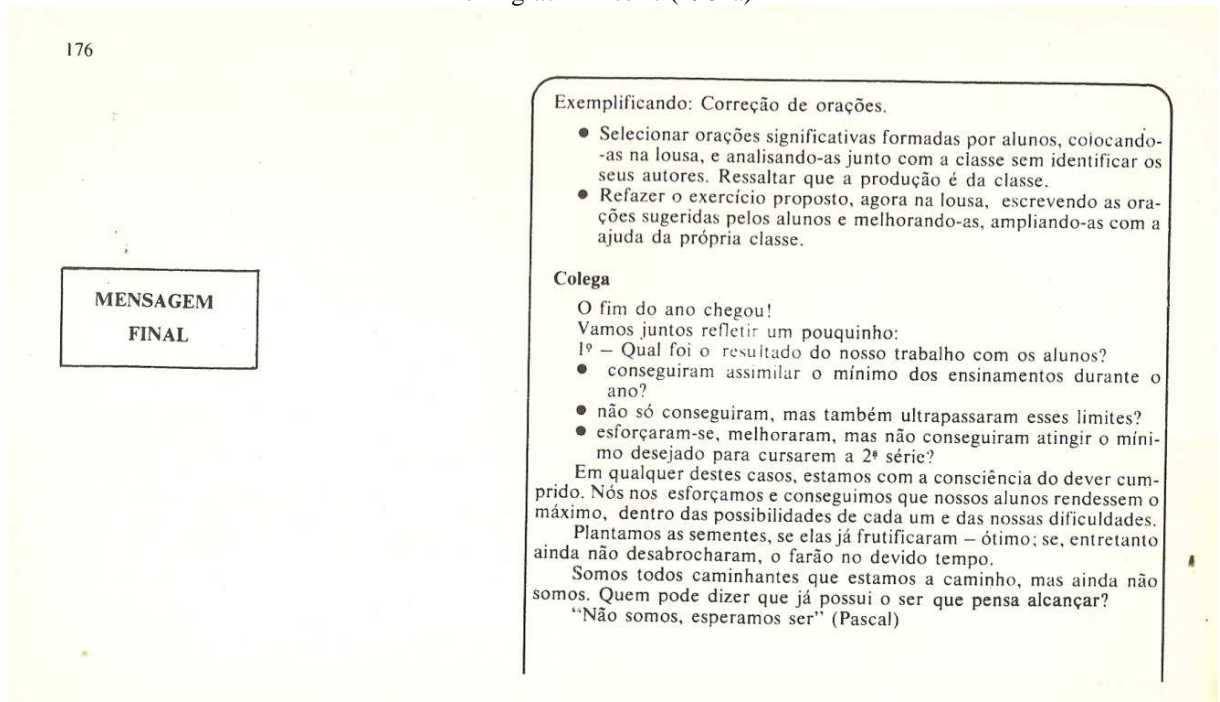 176
Exemplificando: Correção de orações.
● Selecionar orações significativas formadas por alunos, colocando-
-as na lousa, e analisando-as junto com a classe sem identificar os
seus autores. Ressaltar que a produção é da classe.
● Refazer o exercício proposto, agora na lousa, escrevendo as ora-
ções sugeridas pelos alunos e melhorando-as, ampliando-as com a
ajuda da própria classe.
MENSAGEM
FINAL
Colega
O fim do ano chegou!
Vamos juntos refletir um pouquinho:
1º — Qual foi o resultado do nosso trabalho com os alunos?
● conseguiram assimilar o mínimo dos ensinamentos durante o
ano?
● não só conseguiram, mas também ultrapassaram esses limites?
● esforçaram-se, melhoraram, mas não conseguiram atingir o míni-
mo desejado para cursarem a 2ª série?
Em qualquer destes casos, estamos com a consciência do dever cum-
prido. Nós nos esforçamos e conseguimos que nossos alunos rendessem o
máximo, dentro das possibilidades de cada um e das nossas dificuldades.
Plantamos as sementes, se elas já frutificaram — ótimo; se, entretanto
ainda não desabrocharam, o farão no devido tempo.
Somos todos caminhantes que estamos a caminho, mas ainda não
somos. Quem pode dizer que já possui o ser que pensa alcançar?
“Não somos, esperamos ser” (Pascal)